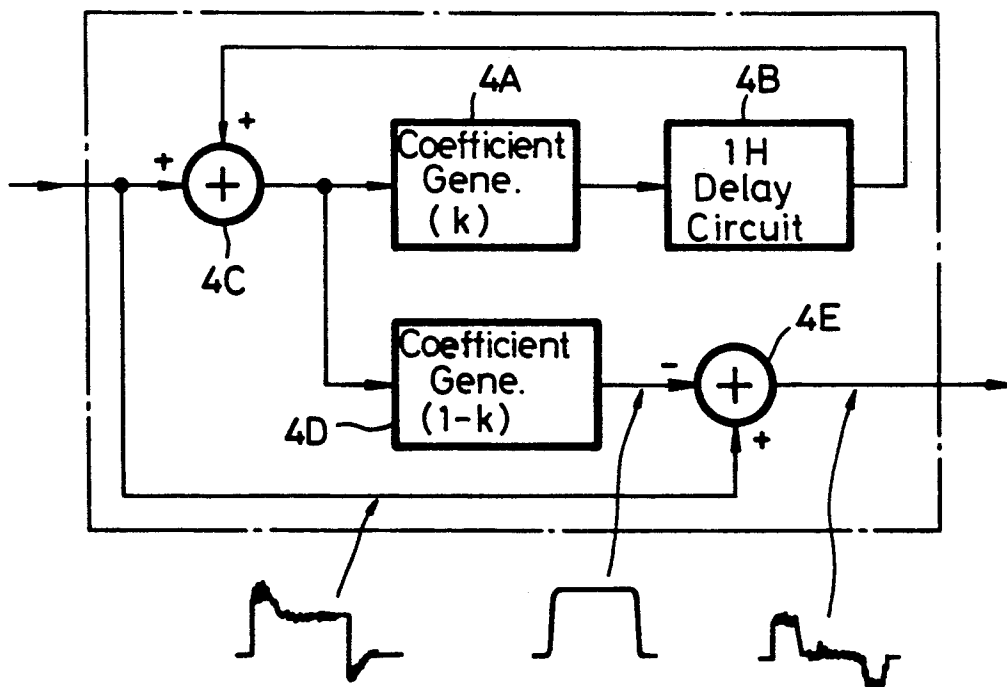 4A
4B
+
+
+
Coefficient
Gene.
(k)
1H
Delay
Circuit
4C
4E
Coefficient
Gene.
(1-k)
-
+
4D
+